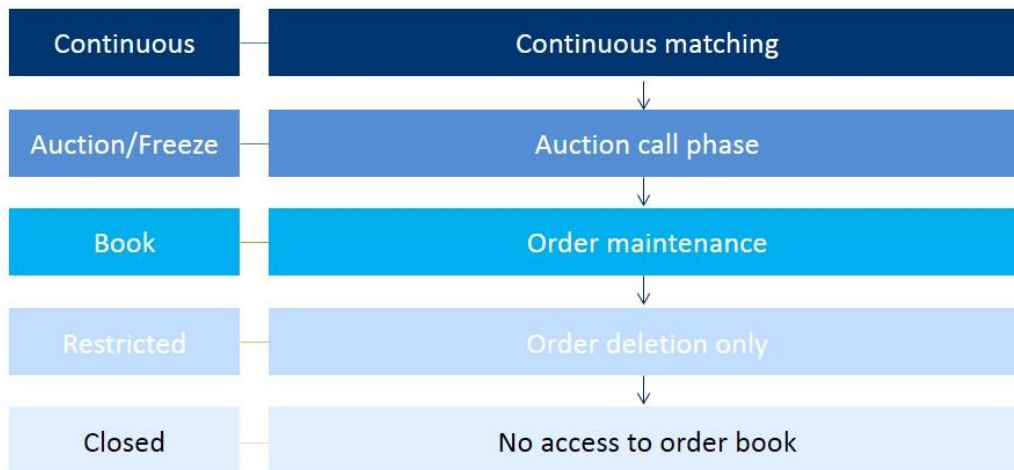 Continuous
Continuous matching
Auction/Freeze
Auction call phase
Book
Order maintenance
Restricted
Order deletion only
Closed
No access to order book